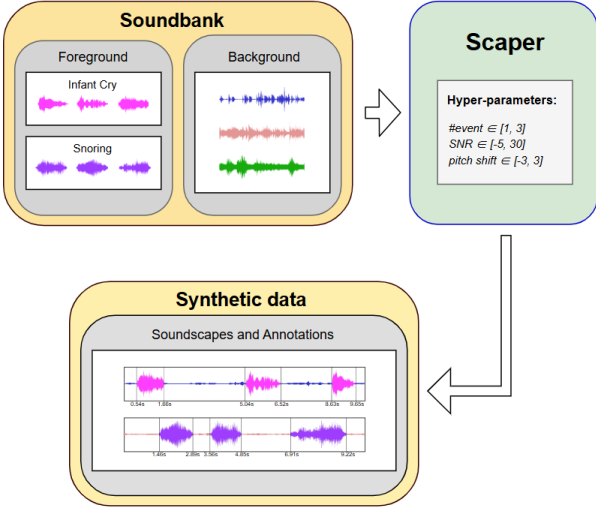 Soundbank
Foreground
Infant Cry
Snoring
Background
Scaper
Hyper-parameters:
#event ∈ [1, 3]
SNR ∈ [-5, 30]
pitch shift ∈ [-3, 3]
Synthetic data
Soundscapes and Annotations
0.54s 1.66s 5.04s 6.52s 8.63s 9.65s
1.46s 2.89s 3.56s 4.85s 6.91s 9.22s